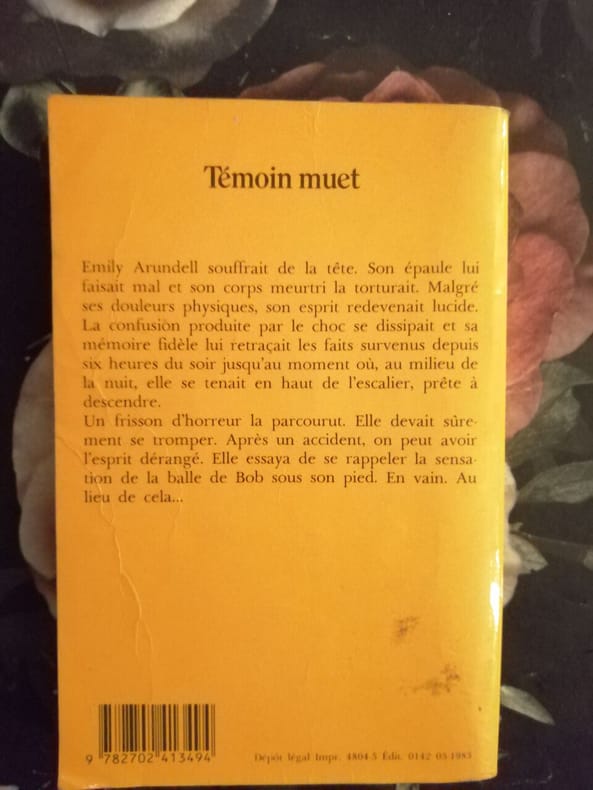 Témoin muet
Emily Arundell souffrait de la tête. Son épaule lui
faisait mal et son corps meurtri la torturait. Malgré
ses douleurs physiques, son esprit redevenait lucide.
La confusion produite par le choc se dissipait et sa
mémoire fidèle lui retraçait les faits survenus depuis
six heures du soir jusqu'au moment où, au milieu de
la nuit, elle se tenait en haut de l'escalier, prête à
descendre.
Un frisson d'horreur la parcourut. Elle devait sûre-
ment se tromper. Après un accident, on peut avoir
l'esprit dérangé. Elle essaya de se rappeler la sensa-
tion de la balle de Bob sous son pied. En vain. Au
lieu de cela...
9 782702 413494
Dépôt légal Impr. 4804-5 Édit. 0142 05-1983